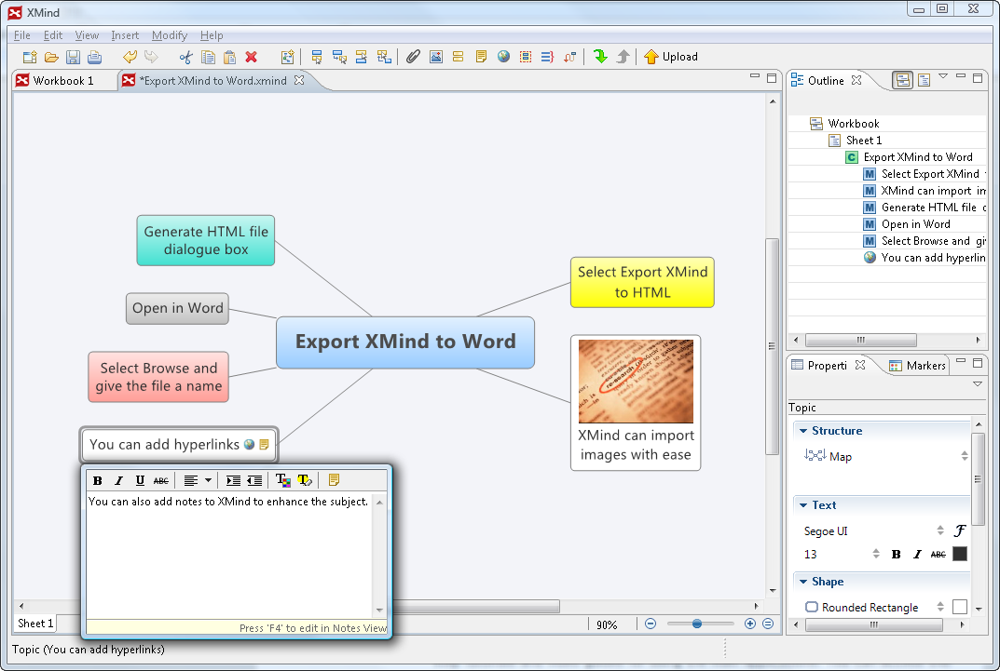 XMind
File Edit View Insert Modify Help
Upload
Workbook 1
*Export XMind to Word.xmind
Outline
Workbook
Sheet 1
C Export XMind to Word
M Select Export XMind
M XMind can import im
M Generate HTML file
M Open in Word
M Select Browse and gi
You can add hyperlin
Generate HTML file
dialogue box
Open in Word
Select Browse and
give the file a name
You can add hyperlinks
Export XMind to Word
Select Export XMind
to HTML
re·search
XMind can import
images with ease
B I U ABC T T
You can also add notes to XMind to enhance the subject.
Press 'F4' to edit in Notes View
Properti
Markers
Topic
Structure
Map
Text
Segoe UI
13 B I ABC
Shape
Rounded Rectangle
Sheet 1
90%
Topic (You can add hyperlinks)